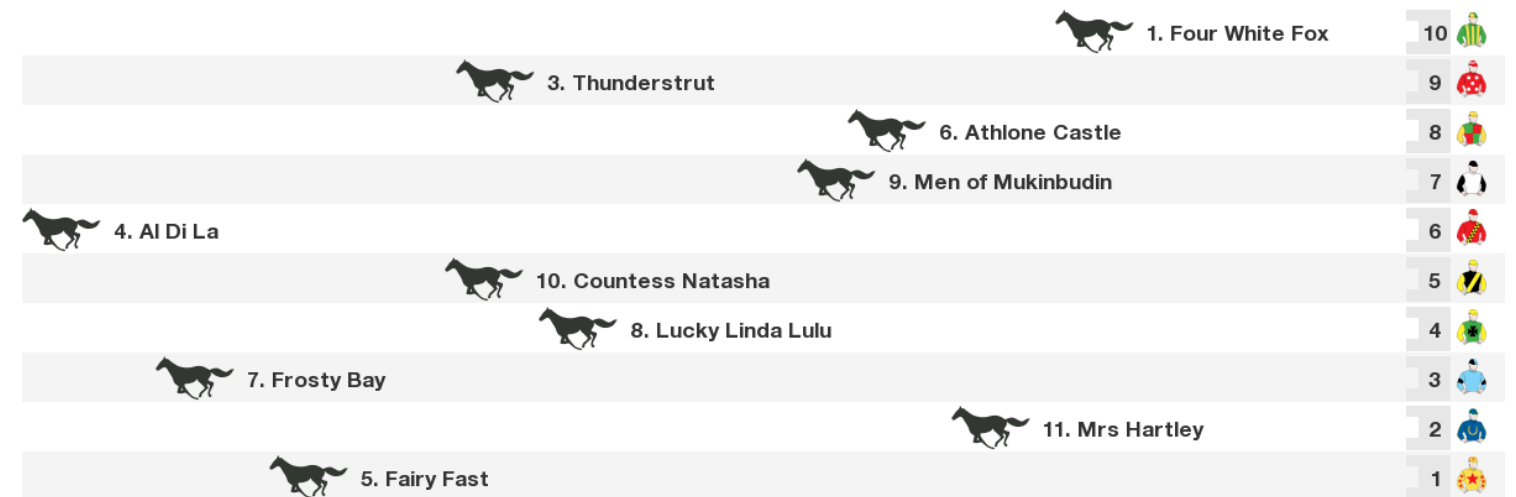 1. Four White Fox 10
3. Thunderstrut 9
6. Athlone Castle 8
9. Men of Mukinbudin 7
4. Al Di La 6
10. Countess Natasha 5
8. Lucky Linda Lulu 4
7. Frosty Bay 3
11. Mrs Hartley 2
5. Fairy Fast 1